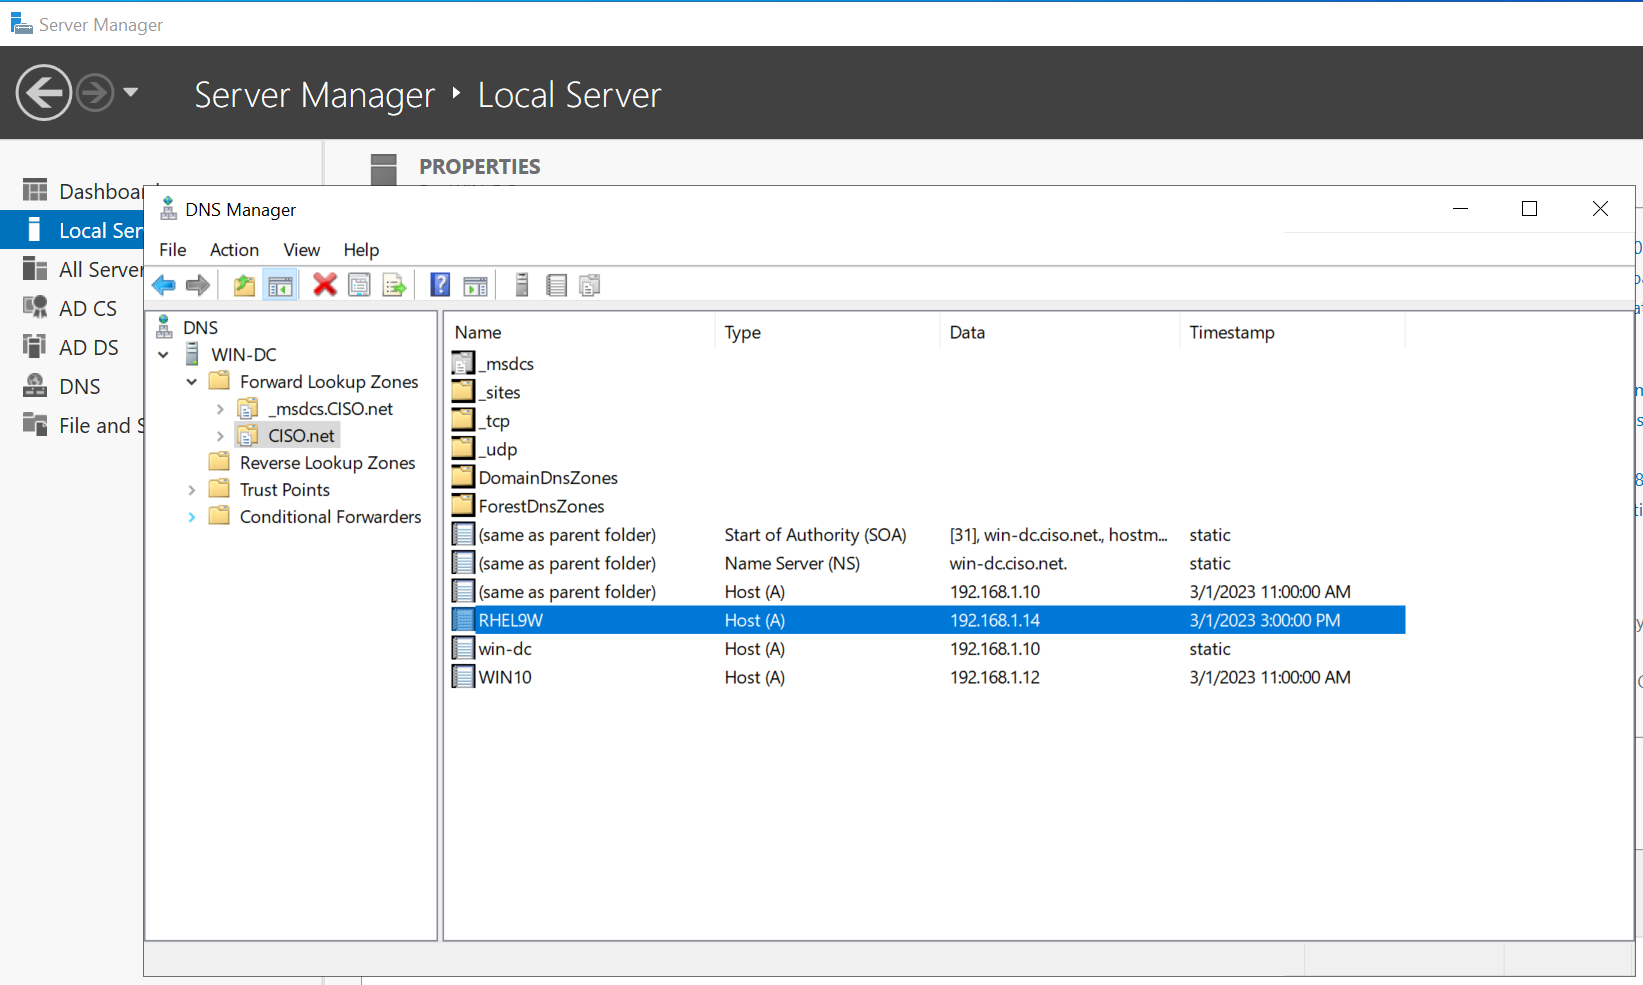 Server Manager
Server Manager ‣ Local Server
PROPERTIES
Dashboar
Local Ser
All Server
AD CS
AD DS
DNS
File and S
DNS Manager
File Action View Help
DNS
WIN-DC
Forward Lookup Zones
_msdcs.CISO.net
CISO.net
Reverse Lookup Zones
Trust Points
Conditional Forwarders
Name Type Data Timestamp
_msdcs
_sites
_tcp
_udp
DomainDnsZones
ForestDnsZones
(same as parent folder) Start of Authority (SOA) [31], win-dc.ciso.net., hostm... static
(same as parent folder) Name Server (NS) win-dc.ciso.net. static
(same as parent folder) Host (A) 192.168.1.10 3/1/2023 11:00:00 AM
RHEL9W Host (A) 192.168.1.14 3/1/2023 3:00:00 PM
win-dc Host (A) 192.168.1.10 static
WIN10 Host (A) 192.168.1.12 3/1/2023 11:00:00 AM